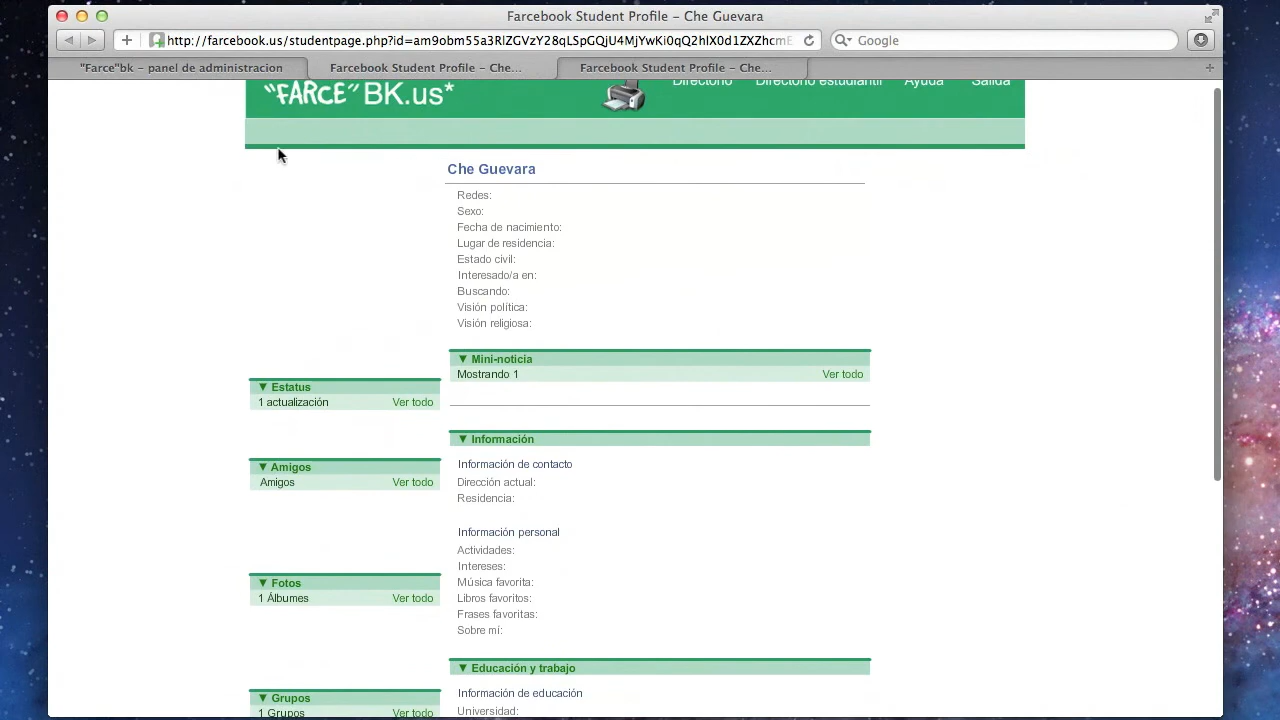 Farcebook Student Profile – Che Guevara
http://farcebook.us/studentpage.php?id=
Google
"Farce"bk – panel de administracion
Farcebook Student Profile – Che...
Farcebook Student Profile – Che...
"FARCE" BK.us*
Directorio
Directorio estudiantil
Ayuda
Salida
Che Guevara
Redes:
Sexo:
Fecha de nacimiento:
Lugar de residencia:
Estado civil:
Interesado/a en:
Buscando:
Visión política:
Visión religiosa:
▼ Mini-noticia
Mostrando 1 Ver todo
▼ Estatus
1 actualización Ver todo
▼ Información
Información de contacto
▼ Amigos
Amigos Ver todo
Dirección actual:
Residencia:
Información personal
Actividades:
Intereses:
▼ Fotos
1 Álbumes Ver todo
Música favorita:
Libros favoritos:
Frases favoritas:
Sobre mí:
▼ Educación y trabajo
Información de educación
▼ Grupos
1 Grupos Ver todo
Universidad: